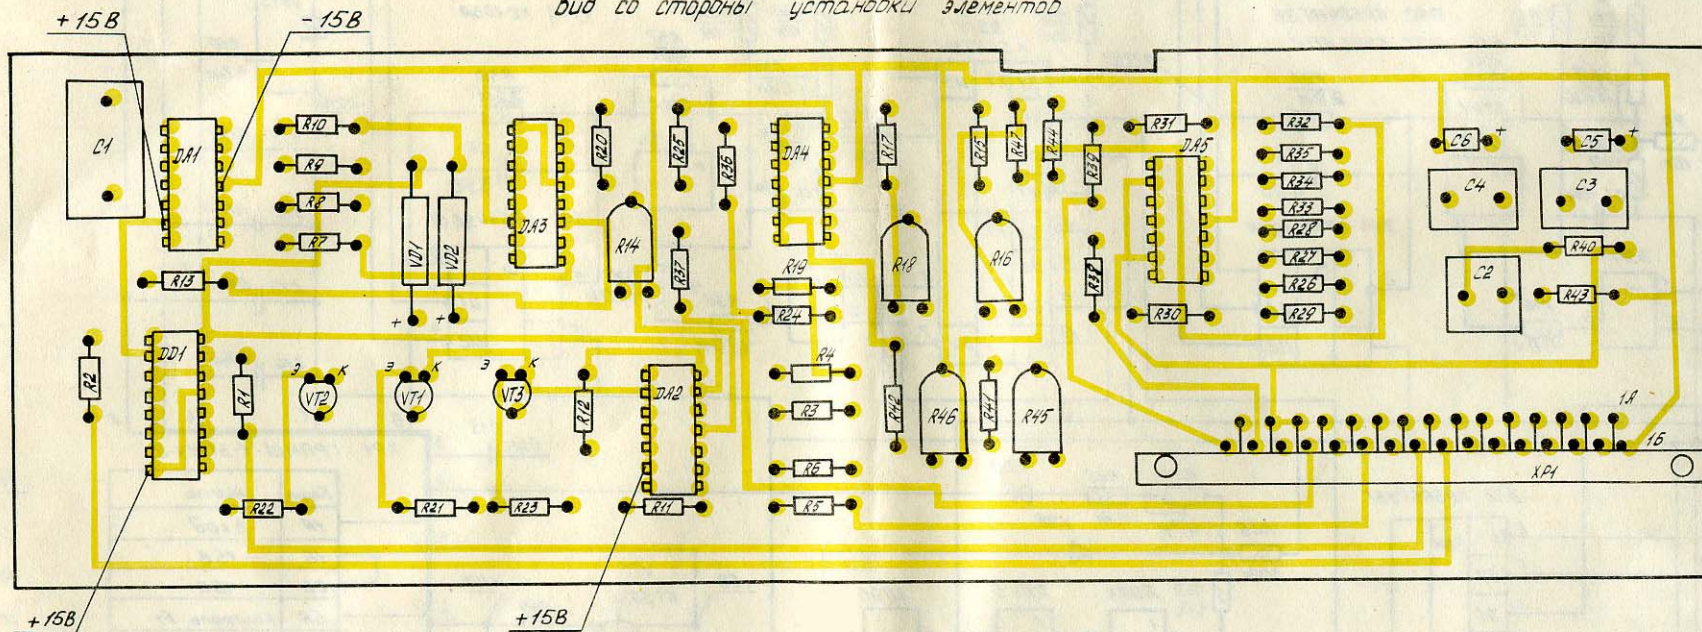 Вид со стороны установки элементов
+15В
-15В
C1
DA1
R10
R9
R8
R7
R13
VD1
VD2
DA3
R20
R14
R25
R36
R37
DA4
R19
R24
R17
R18
R15
R47
R44
R16
R39
R38
R31
DA5
R30
R32
R35
R34
R33
R28
R27
R26
R29
C6
+
C5
+
C4
C3
C2
R40
R43
+
+
R2
DD1
R1
Э
К
VT2
Э
К
VT1
Э
К
VT3
R12
DA2
R4
R3
R6
R5
R42
R46
R41
R45
1А
1Б
XP1
R22
R21
R23
R11
+15В
+15В